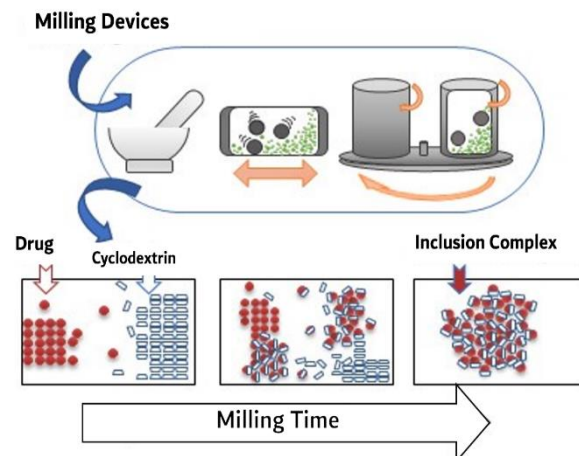 Milling Devices
Drug
Cyclodextrin
Inclusion Complex
Milling Time